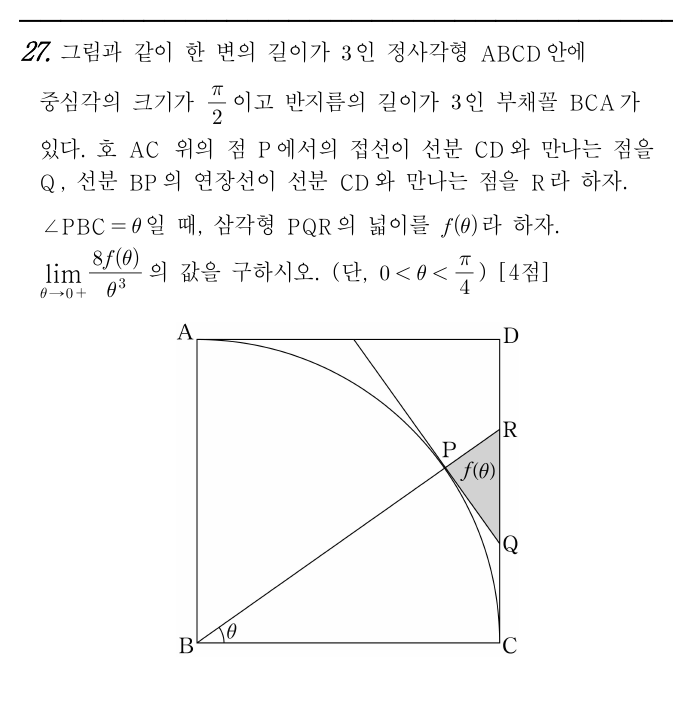 27. 그림과 같이 한 변의 길이가 3인 정사각형 ABCD 안에
중심각의 크기가 π/2 이고 반지름의 길이가 3인 부채꼴 BCA가
있다. 호 AC 위의 점 P에서의 접선이 선분 CD와 만나는 점을
Q, 선분 BP의 연장선이 선분 CD와 만나는 점을 R라 하자.
∠PBC=θ일 때, 삼각형 PQR의 넓이를 f(θ)라 하자.
lim θ→0+ 8f(θ)/θ³ 의 값을 구하시오. (단, 0<θ<π/4) [4점]
A
D
R
P
f(θ)
Q
θ
B
C